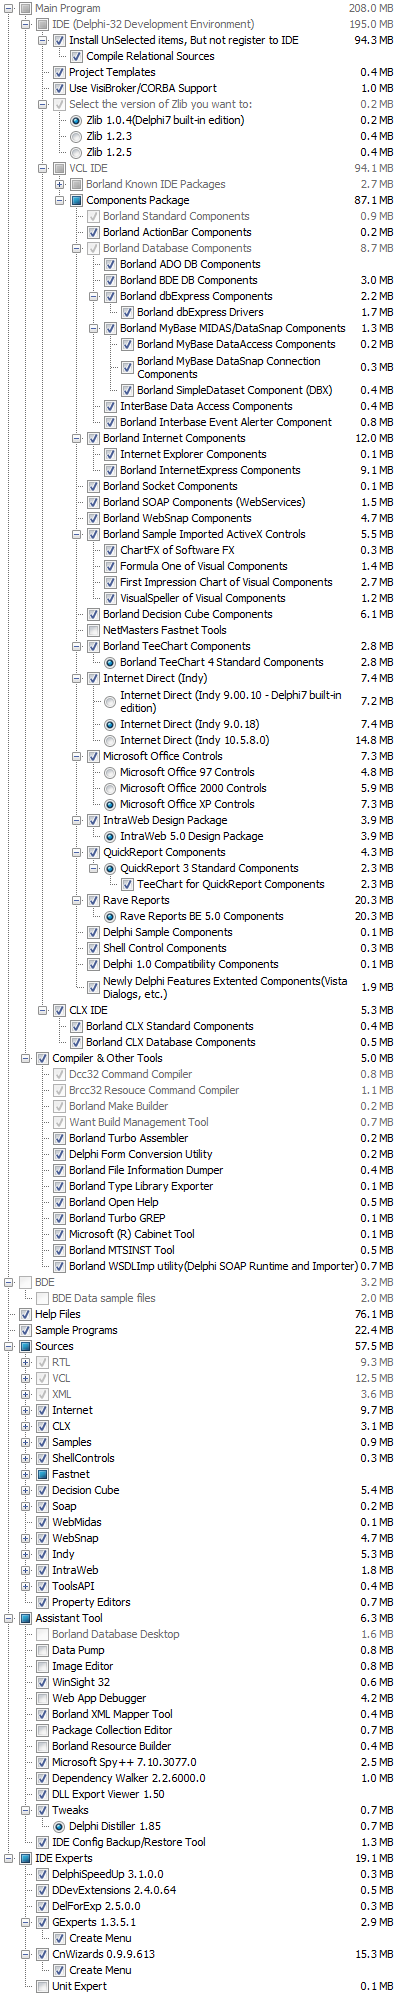 Main Program 208.0 MB
IDE (Delphi-32 Development Environment) 195.0 MB
Install UnSelected items, But not register to IDE 94.3 MB
Compile Relational Sources
Project Templates 0.4 MB
Use VisiBroker/CORBA Support 1.0 MB
Select the version of Zlib you want to: 0.2 MB
Zlib 1.0.4(Delphi7 built-in edition) 0.2 MB
Zlib 1.2.3 0.4 MB
Zlib 1.2.5 0.4 MB
VCL IDE 94.1 MB
Borland Known IDE Packages 2.7 MB
Components Package 87.1 MB
Borland Standard Components 0.9 MB
Borland ActionBar Components 0.2 MB
Borland Database Components 8.7 MB
Borland ADO DB Components
Borland BDE DB Components 3.0 MB
Borland dbExpress Components 2.2 MB
Borland dbExpress Drivers 1.7 MB
Borland MyBase MIDAS/DataSnap Components 1.3 MB
Borland MyBase DataAccess Components 0.2 MB
Borland MyBase DataSnap Connection
Components 0.3 MB
Borland SimpleDataset Component (DBX) 0.4 MB
InterBase Data Access Components 0.4 MB
Borland Interbase Event Alerter Component 0.8 MB
Borland Internet Components 12.0 MB
Internet Explorer Components 0.1 MB
Borland InternetExpress Components 9.1 MB
Borland Socket Components 0.1 MB
Borland SOAP Components (WebServices) 1.5 MB
Borland WebSnap Components 4.7 MB
Borland Sample Imported ActiveX Controls 5.5 MB
ChartFX of Software FX 0.3 MB
Formula One of Visual Components 1.4 MB
First Impression Chart of Visual Components 2.7 MB
VisualSpeller of Visual Components 1.2 MB
Borland Decision Cube Components 6.1 MB
NetMasters Fastnet Tools
Borland TeeChart Components 2.8 MB
Borland TeeChart 4 Standard Components 2.8 MB
Internet Direct (Indy) 7.4 MB
Internet Direct (Indy 9.00.10 - Delphi7 built-in
edition) 7.2 MB
Internet Direct (Indy 9.0.18) 7.4 MB
Internet Direct (Indy 10.5.8.0) 14.8 MB
Microsoft Office Controls 7.3 MB
Microsoft Office 97 Controls 4.8 MB
Microsoft Office 2000 Controls 5.9 MB
Microsoft Office XP Controls 7.3 MB
IntraWeb Design Package 3.9 MB
IntraWeb 5.0 Design Package 3.9 MB
QuickReport Components 4.3 MB
QuickReport 3 Standard Components 2.3 MB
TeeChart for QuickReport Components 2.3 MB
Rave Reports 20.3 MB
Rave Reports BE 5.0 Components 20.3 MB
Delphi Sample Components 0.1 MB
Shell Control Components 0.3 MB
Delphi 1.0 Compatibility Components 0.1 MB
Newly Delphi Features Extented Components(Vista
Dialogs, etc.) 1.9 MB
CLX IDE 5.3 MB
Borland CLX Standard Components 0.4 MB
Borland CLX Database Components 0.5 MB
Compiler & Other Tools 5.0 MB
Dcc32 Command Compiler 0.8 MB
Brcc32 Resouce Command Compiler 1.1 MB
Borland Make Builder 0.2 MB
Want Build Management Tool 0.7 MB
Borland Turbo Assembler 0.2 MB
Delphi Form Conversion Utility 0.2 MB
Borland File Information Dumper 0.4 MB
Borland Type Library Exporter 0.1 MB
Borland Open Help 0.5 MB
Borland Turbo GREP 0.1 MB
Microsoft (R) Cabinet Tool 0.1 MB
Borland MTSINST Tool 0.5 MB
Borland WSDLImp utility(Delphi SOAP Runtime and Importer) 0.7 MB
BDE 3.2 MB
BDE Data sample files 2.0 MB
Help Files 76.1 MB
Sample Programs 22.4 MB
Sources 57.5 MB
RTL 9.3 MB
VCL 12.5 MB
XML 3.6 MB
Internet 9.7 MB
CLX 3.1 MB
Samples 0.9 MB
ShellControls 0.3 MB
Fastnet
Decision Cube 5.4 MB
Soap 0.2 MB
WebMidas 0.1 MB
WebSnap 4.7 MB
Indy 5.3 MB
IntraWeb 1.8 MB
ToolsAPI 0.4 MB
Property Editors 0.7 MB
Assistant Tool 6.3 MB
Borland Database Desktop 1.6 MB
Data Pump 0.8 MB
Image Editor 0.8 MB
WinSight 32 0.6 MB
Web App Debugger 4.2 MB
Borland XML Mapper Tool 0.4 MB
Package Collection Editor 0.7 MB
Borland Resource Builder 0.4 MB
Microsoft Spy++ 7.10.3077.0 2.5 MB
Dependency Walker 2.2.6000.0 1.0 MB
DLL Export Viewer 1.50
Tweaks 0.7 MB
Delphi Distiller 1.85 0.7 MB
IDE Config Backup/Restore Tool 1.3 MB
IDE Experts 19.1 MB
DelphiSpeedUp 3.1.0.0 0.3 MB
DDevExtensions 2.4.0.64 0.5 MB
DelForExp 2.5.0.0 0.3 MB
GExperts 1.3.5.1 2.9 MB
Create Menu
CnWizards 0.9.9.613 15.3 MB
Create Menu
Unit Expert 0.1 MB